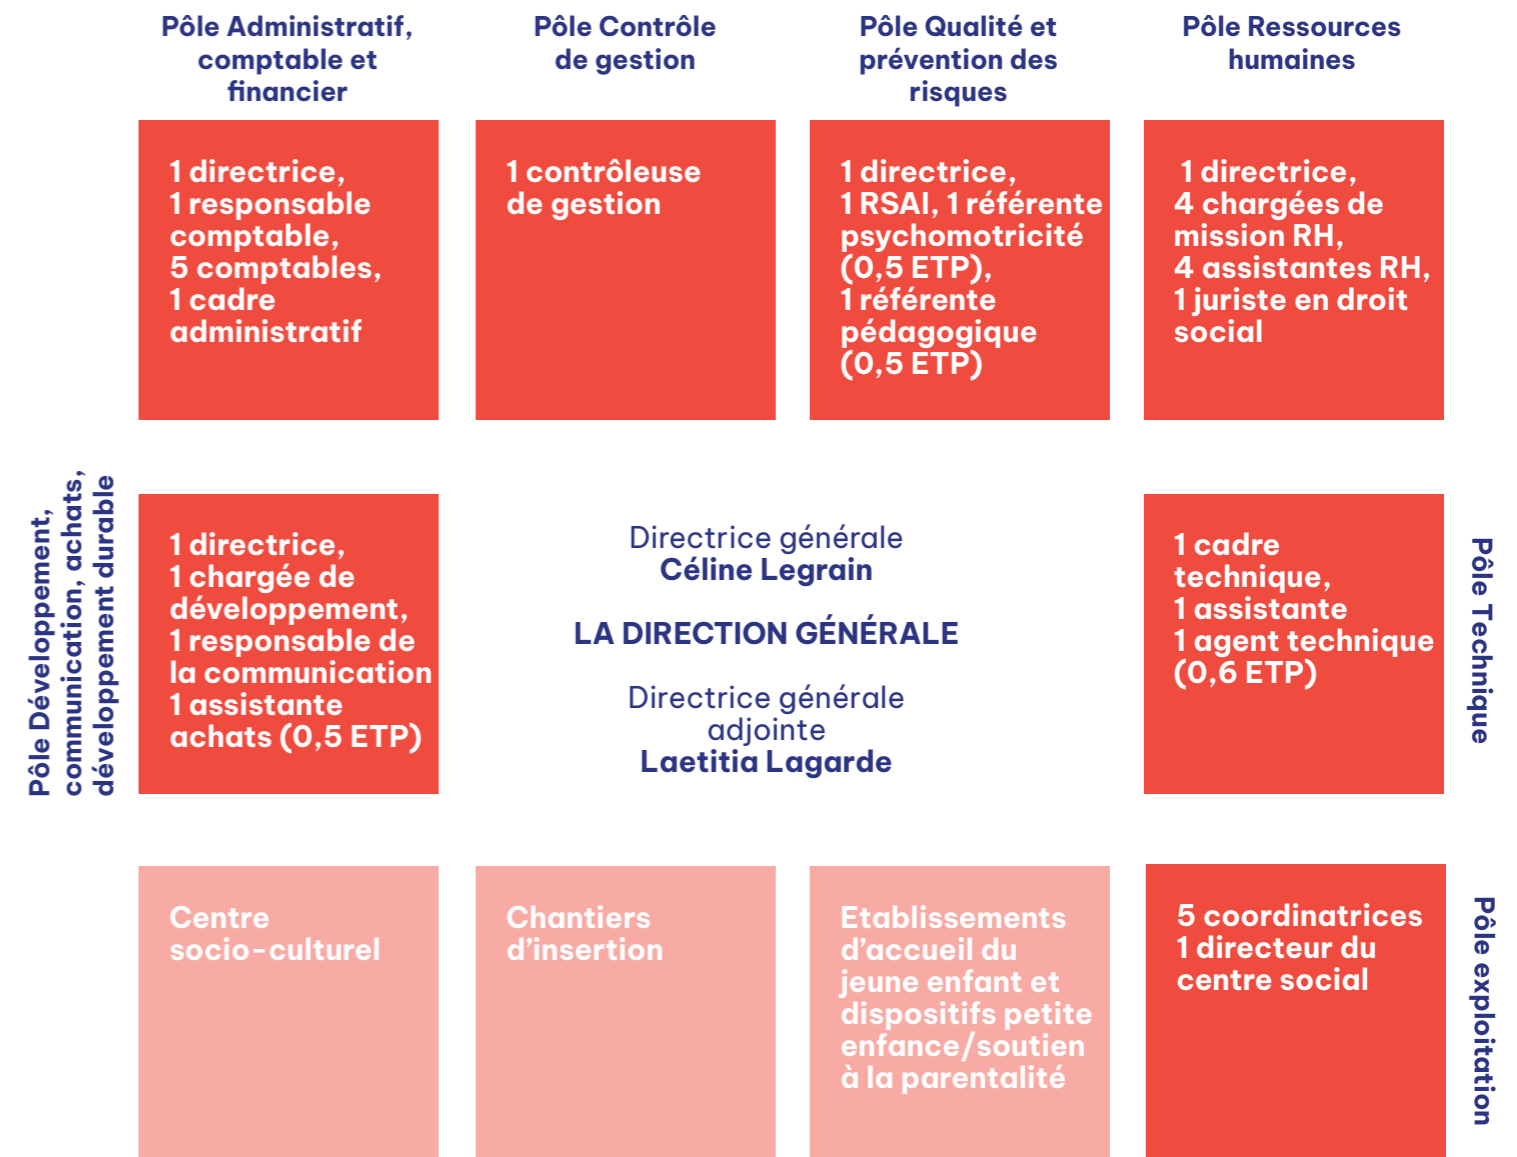 Pôle Administratif,
comptable et
financier
1 directrice,
1 responsable
comptable,
5 comptables,
1 cadre
administratif
Pôle Contrôle
de gestion
1 contrôleuse
de gestion
Pôle Qualité et
prévention des
risques
1 directrice,
1 RSAI, 1 référente
psychomotricité
(0,5 ETP),
1 référente
pédagogique
(0,5 ETP)
Pôle Ressources
humaines
1 directrice,
4 chargées de
mission RH,
4 assistantes RH,
1 juriste en droit
social
Pôle Développement,
communication, achats,
développement durable
1 directrice,
1 chargée de
développement,
1 responsable de
la communication
1 assistante
achats (0,5 ETP)
Directrice générale
Céline Legrain
LA DIRECTION GÉNÉRALE
Directrice générale
adjointe
Laetitia Lagarde
1 cadre
technique,
1 assistante
1 agent technique
(0,6 ETP)
Pôle Technique
Centre
socio-culturel
Chantiers
d’insertion
Etablissements
d’accueil du
jeune enfant et
dispositifs petite
enfance/soutien
à la parentalité
5 coordinatrices
1 directeur du
centre social
Pôle exploitation